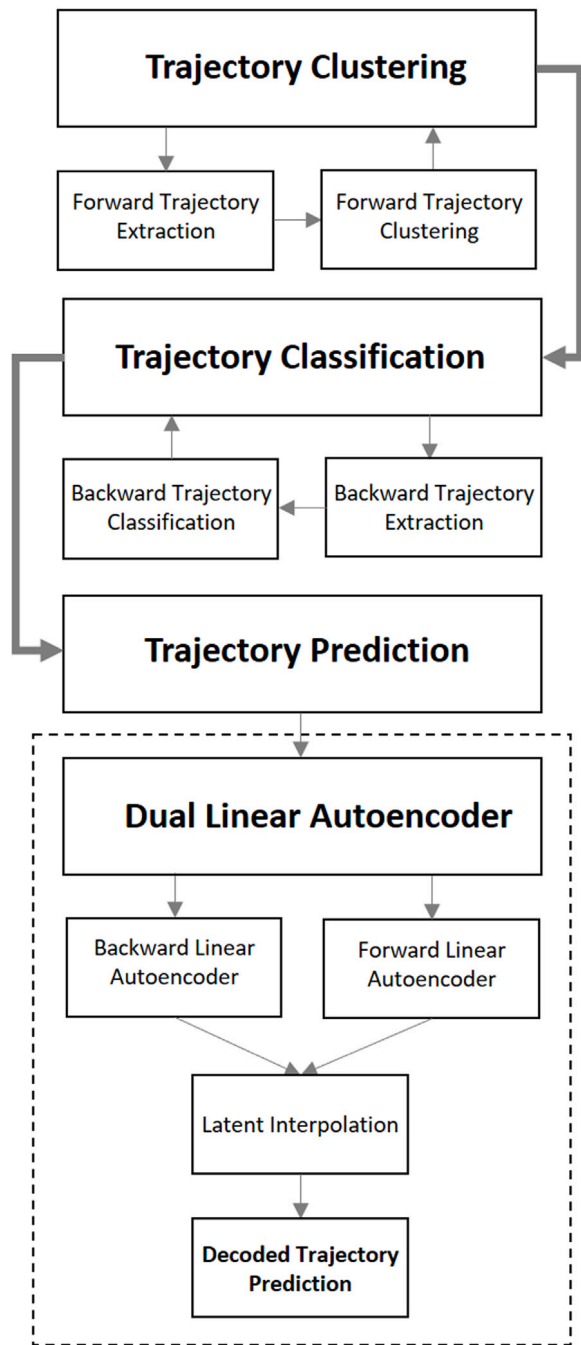 Trajectory Clustering
Forward Trajectory
Extraction
Forward Trajectory
Clustering
Trajectory Classification
Backward Trajectory
Classification
Backward Trajectory
Extraction
Trajectory Prediction
Dual Linear Autoencoder
Backward Linear
Autoencoder
Forward Linear
Autoencoder
Latent Interpolation
Decoded Trajectory
Prediction